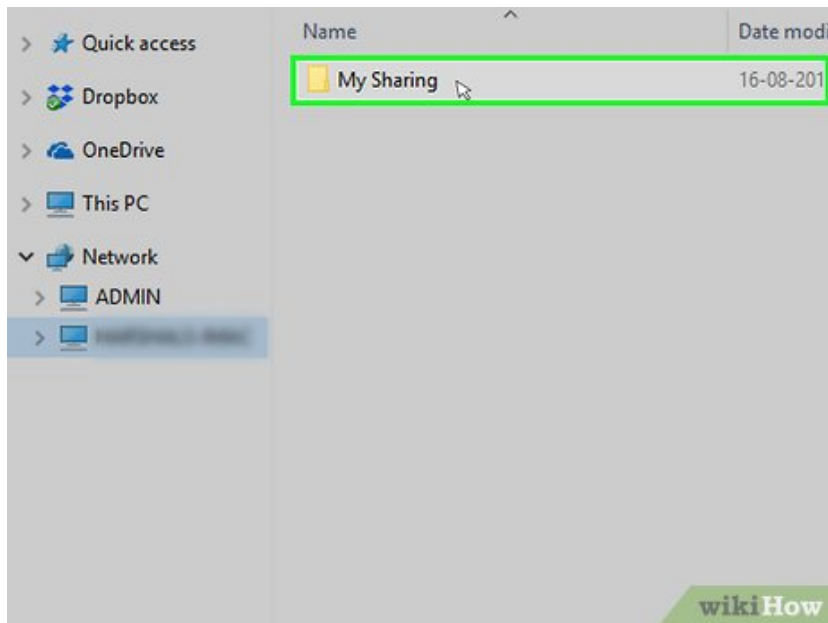 Quick access
Dropbox
OneDrive
This PC
Network
ADMIN
Name
Date modi
My Sharing
16-08-201
wikiHow